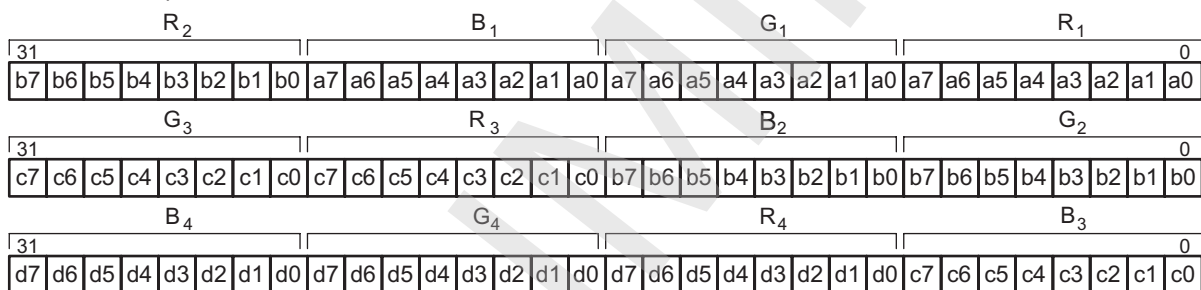 R2 B1 G1 R1
31 0
b7 b6 b5 b4 b3 b2 b1 b0 a7 a6 a5 a4 a3 a2 a1 a0 a7 a6 a5 a4 a3 a2 a1 a0 a7 a6 a5 a4 a3 a2 a1 a0
G3 R3 B2 G2
31 0
c7 c6 c5 c4 c3 c2 c1 c0 c7 c6 c5 c4 c3 c2 c1 c0 b7 b6 b5 b4 b3 b2 b1 b0 b7 b6 b5 b4 b3 b2 b1 b0
B4 G4 R4 B3
31 0
d7 d6 d5 d4 d3 d2 d1 d0 d7 d6 d5 d4 d3 d2 d1 d0 d7 d6 d5 d4 d3 d2 d1 d0 c7 c6 c5 c4 c3 c2 c1 c0